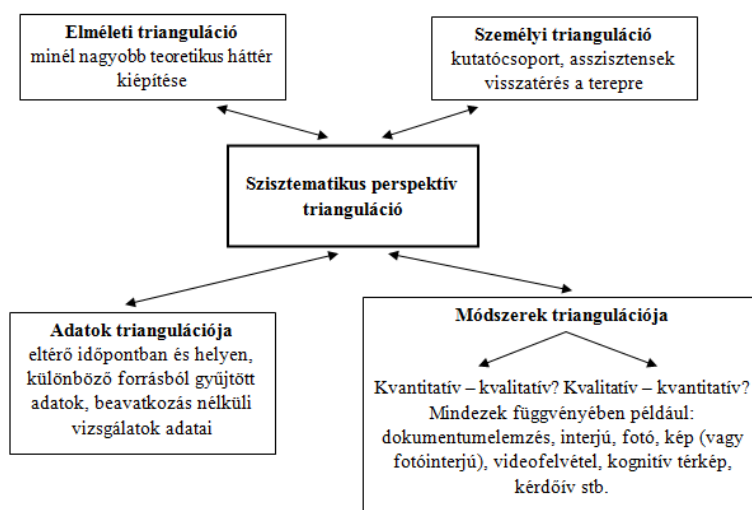 Elméleti trianguláció
minél nagyobb teoretikus háttér
kiépítése
Személyi trianguláció
kutatócsoport, asszisztensek
visszatérés a terepre
Szisztematikus perspektív
trianguláció
Adatok triangulációja
eltérő időpontban és helyen,
különböző forrásból gyűjtött
adatok, beavatkozás nélküli
vizsgálatok adatai
Módszerek triangulációja
Kvantitatív – kvalitatív? Kvalitatív – kvantitatív?
Mindezek függvényében például:
dokumentumelemzés, interjú, fotó, kép (vagy
fotóinterjú), videofelvétel, kognitív térkép,
kérdőív stb.